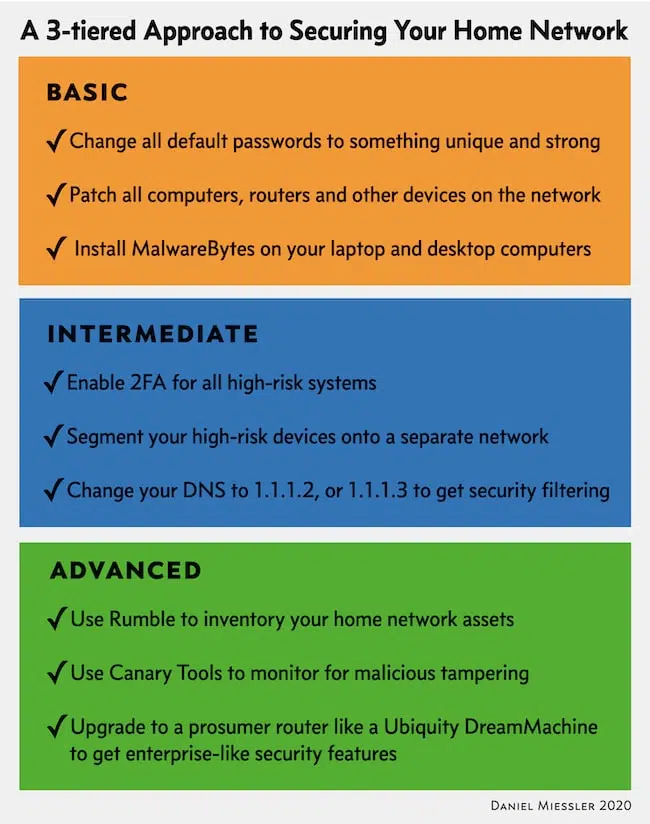 A 3-tiered Approach to Securing Your Home Network
BASIC
✓ Change all default passwords to something unique and strong
✓ Patch all computers, routers and other devices on the network
✓ Install MalwareBytes on your laptop and desktop computers
INTERMEDIATE
✓ Enable 2FA for all high-risk systems
✓ Segment your high-risk devices onto a separate network
✓ Change your DNS to 1.1.1.2, or 1.1.1.3 to get security filtering
ADVANCED
✓ Use Rumble to inventory your home network assets
✓ Use Canary Tools to monitor for malicious tampering
✓ Upgrade to a prosumer router like a Ubiquity DreamMachine
to get enterprise-like security features
DANIEL MIESSLER 2020